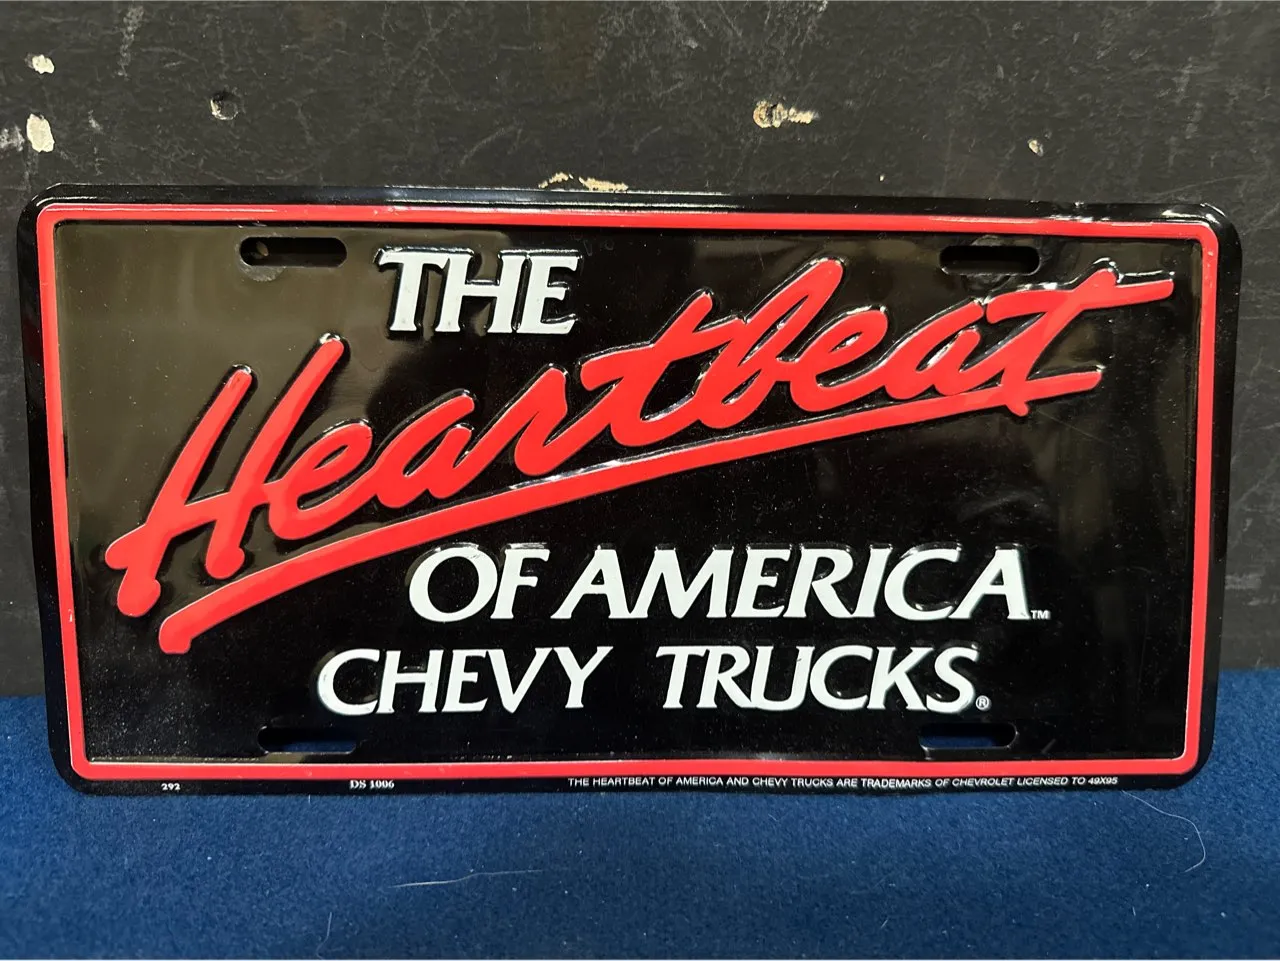 THE
Heartbeat
OF AMERICA™
CHEVY TRUCKS®
292 DS 1006 THE HEARTBEAT OF AMERICA AND CHEVY TRUCKS ARE TRADEMARKS OF CHEVROLET LICENSED TO 49X95